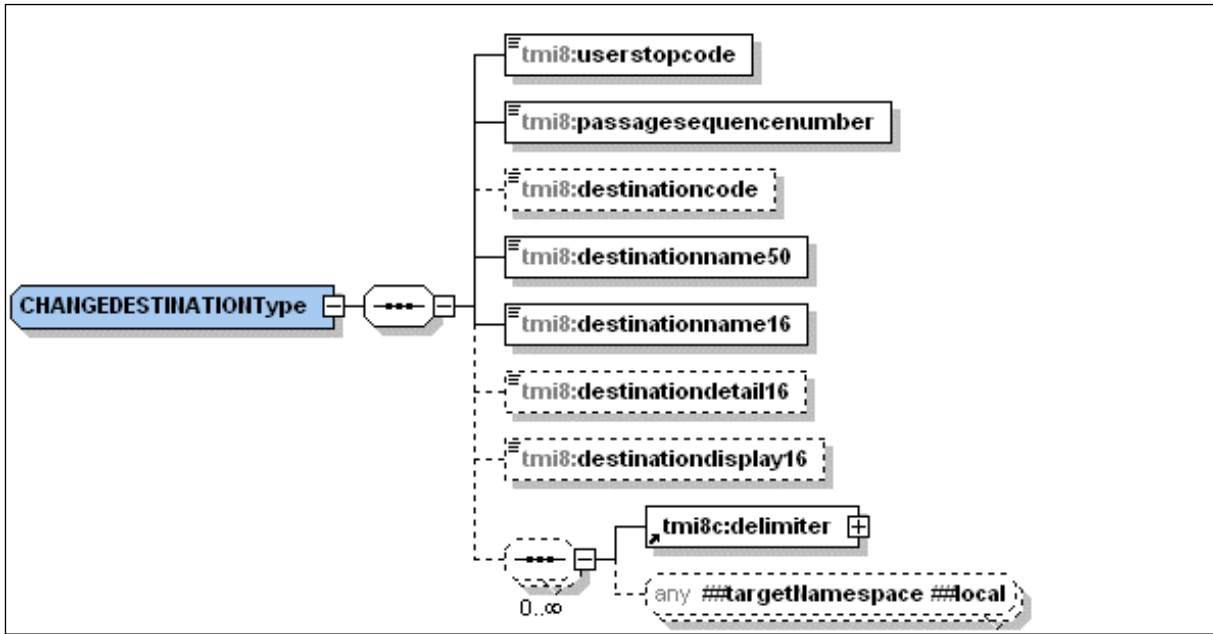 tmi8:userstopcode
tmi8:passagesequencenumber
tmi8:destinationcode
tmi8:destinationname50
CHANGEDESTINATIONType
tmi8:destinationname16
tmi8:destinationdetail16
tmi8:destinationdisplay16
tmi8c:delimiter
0..∞
any ##targetNamespace ##local